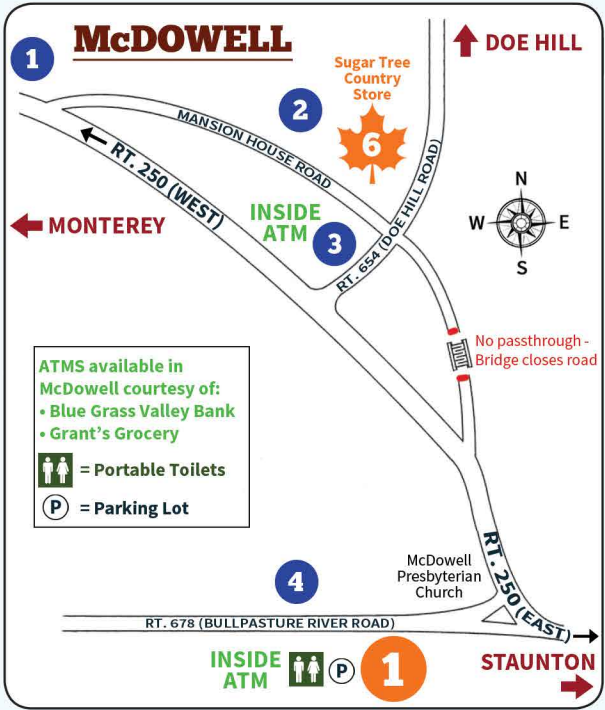 McDOWELL
DOE HILL
1
Sugar Tree
Country
Store
2
6
MANSION HOUSE ROAD
RT. 250 (WEST)
RT. 654 (DOE HILL ROAD)
N
W
E
S
MONTEREY
INSIDE
ATM
3
No passthrough -
Bridge closes road
ATMS available in
McDowell courtesy of:
• Blue Grass Valley Bank
• Grant's Grocery
= Portable Toilets
P = Parking Lot
McDowell
Presbyterian
Church
RT. 250 (EAST)
4
RT. 678 (BULLPASTURE RIVER ROAD)
INSIDE
ATM
P
1
STAUNTON